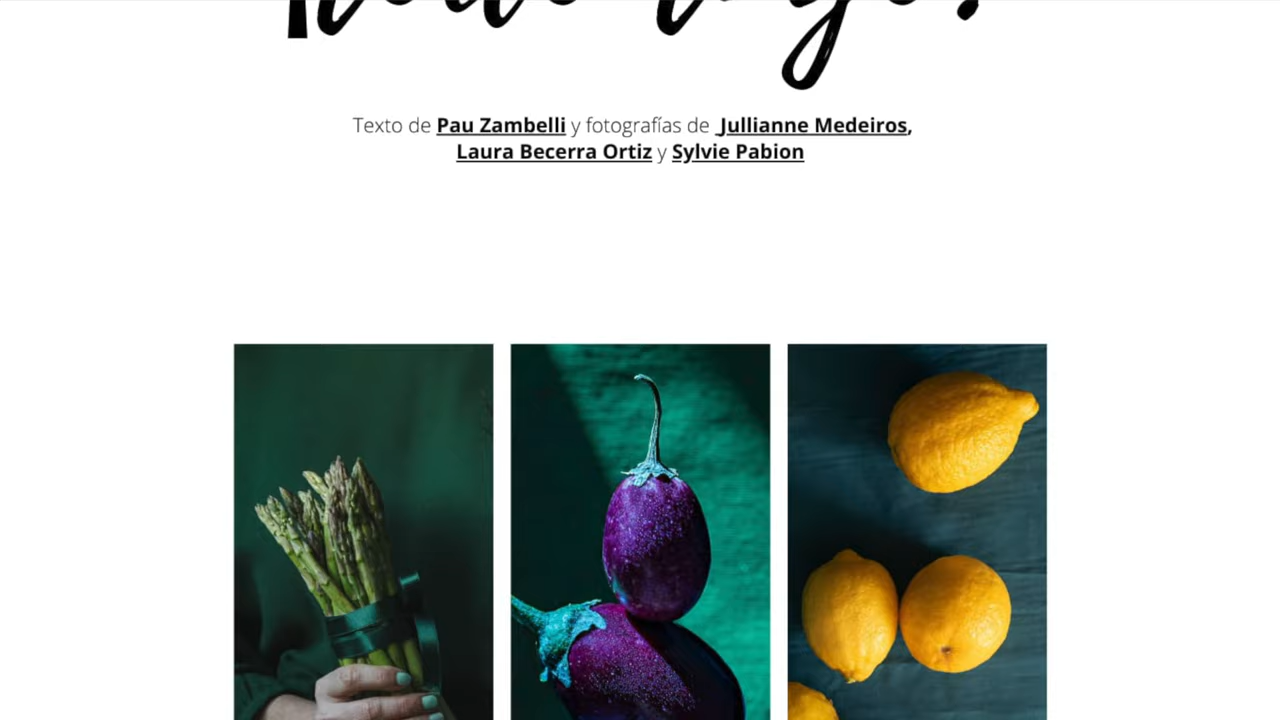 Texto de Pau Zambelli y fotografías de Jullianne Medeiros,
Laura Becerra Ortiz y Sylvie Pabion